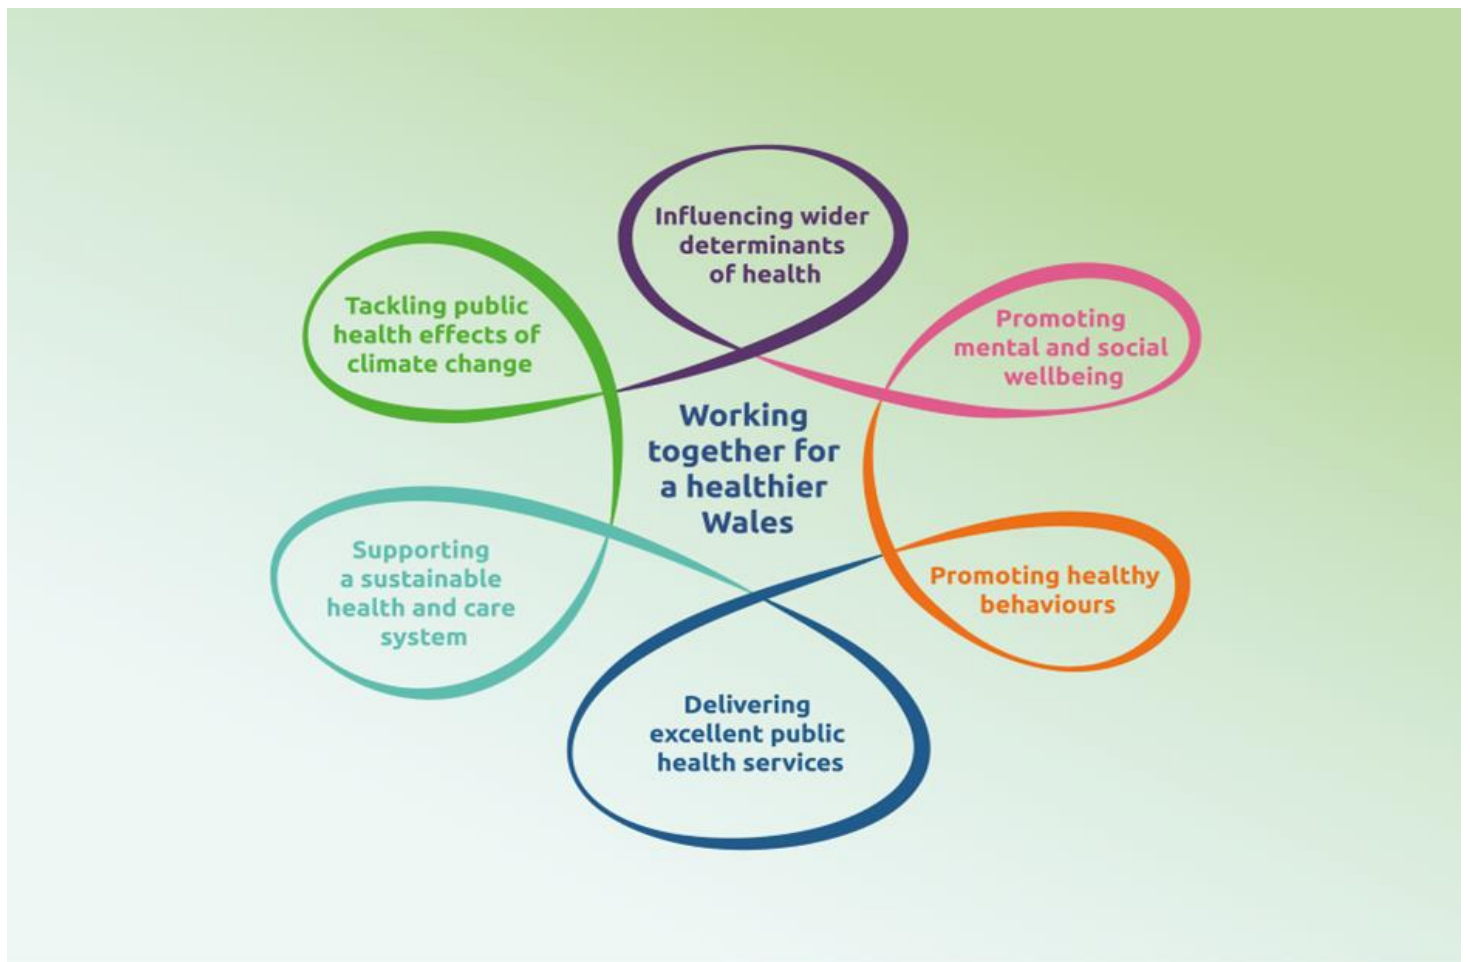 Influencing wider
determinants
of health
Tackling public
health effects of
climate change
Promoting
mental and social
wellbeing
Working
together for
a healthier
Wales
Supporting
a sustainable
health and care
system
Promoting healthy
behaviours
Delivering
excellent public
health services